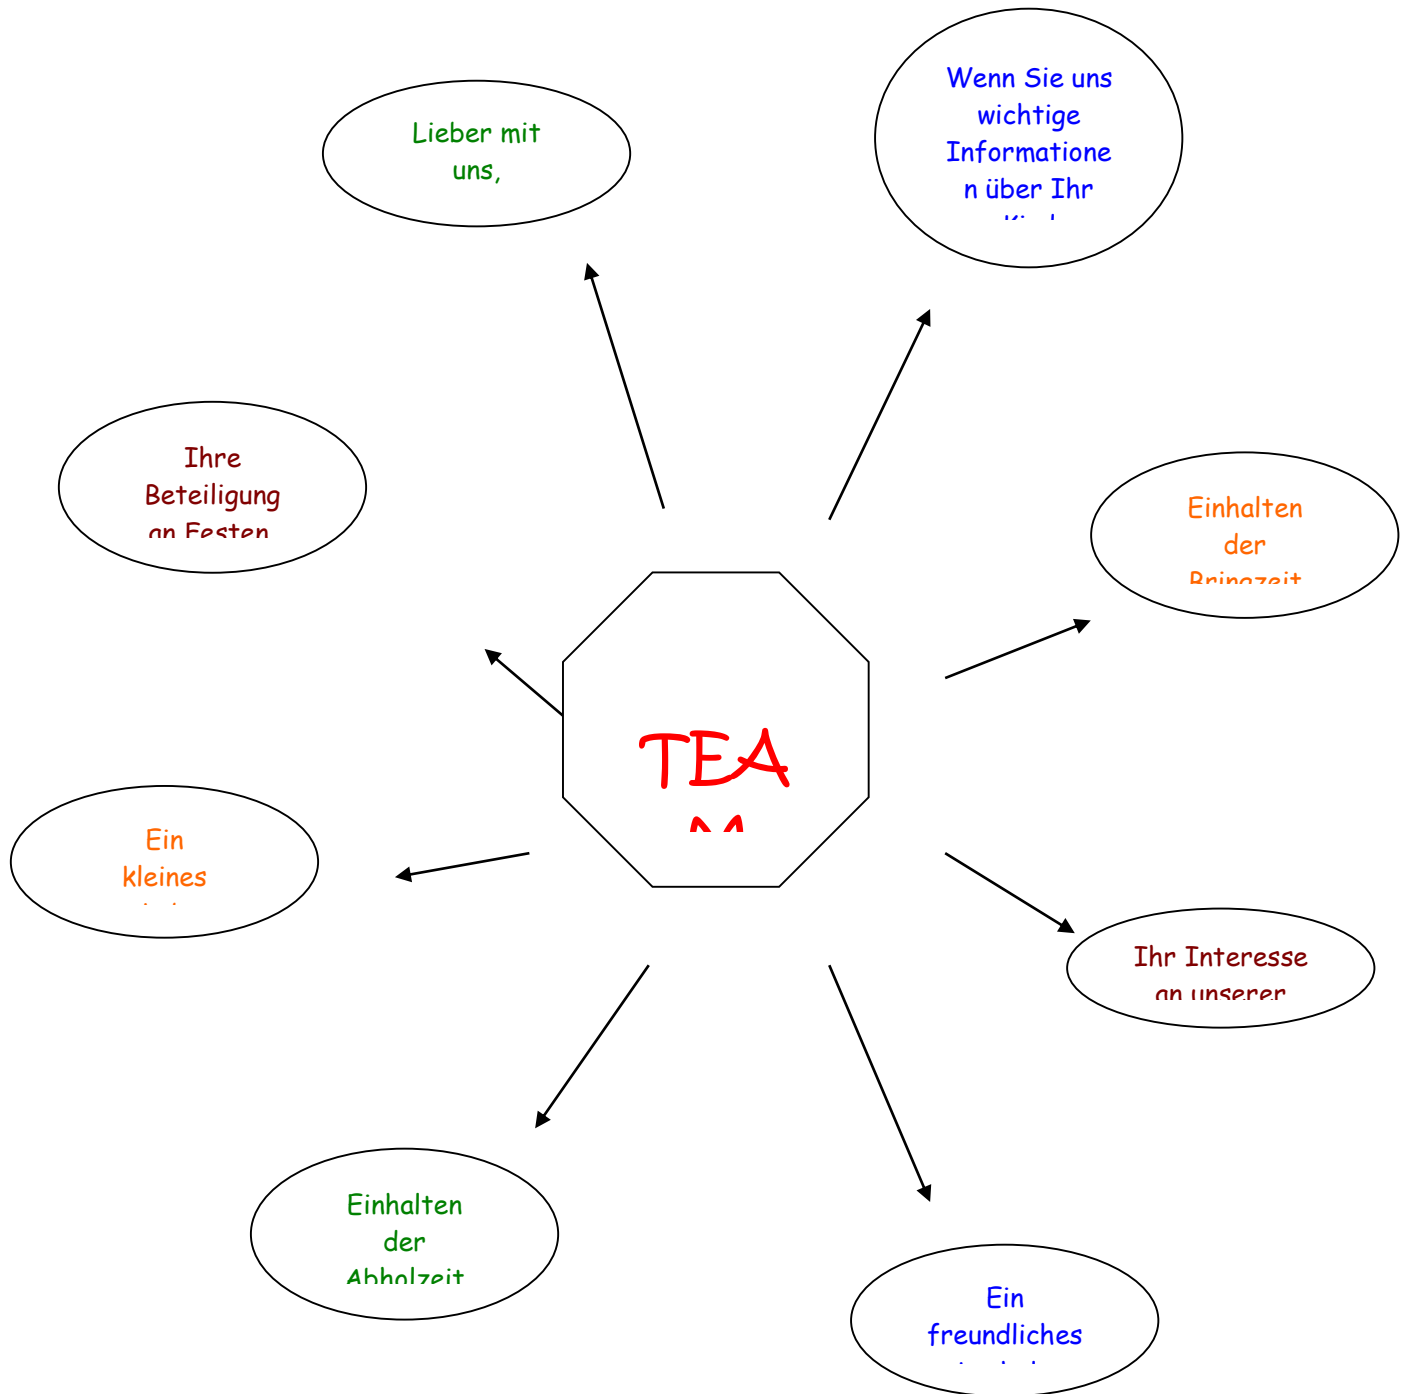 Wenn Sie uns
wichtige
Informatione
n über Ihr
Lieber mit
uns,
Ihre
Beteiligung
an Festen
Einhalten
der
Bringzeit
TEA
M
Ein
kleines
Ihr Interesse
an unserer
Einhalten
der
Abholzeit
Ein
freundliches